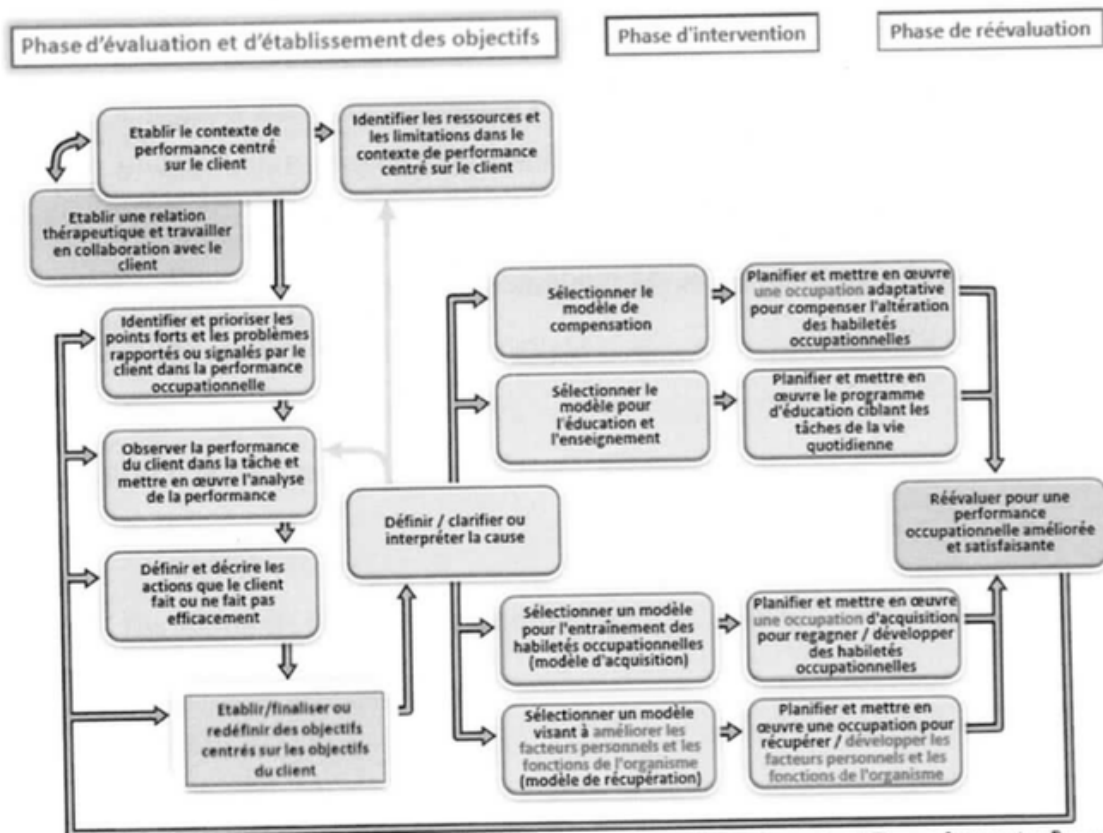 Phase d'évaluation et d'établissement des objectifs
Phase d'intervention
Phase de réévaluation
Etablir le contexte de
performance centré
sur le client
Identifier les ressources et
les limitations dans le
contexte de performance
centré sur le client
Etablir une relation
thérapeutique et travailler
en collaboration avec le
client
Identifier et prioriser les
points forts et les problèmes
rapportés ou signalés par le
client dans la performance
occupationnelle
Observer la performance
du client dans la tâche et
mettre en œuvre l'analyse
de la performance
Définir et décrire les
actions que le client
fait ou ne fait pas
efficacement
Etablir/finaliser ou
redéfinir des objectifs
centrés sur les objectifs
du client
Définir / clarifier ou
interpréter la cause
Sélectionner le
modèle de
compensation
Planifier et mettre en œuvre
une occupation adaptative
pour compenser l'altération
des habiletés
occupationnelles
Sélectionner le
modèle pour
l'éducation et
l'enseignement
Planifier et mettre en
œuvre le programme
d'éducation ciblant les
tâches de la vie
quotidienne
Sélectionner un modèle
pour l'entraînement des
habiletés occupationnelles
(modèle d'acquisition)
Planifier et mettre en œuvre
une occupation d'acquisition
pour regagner / développer
des habiletés
occupationnelles
Sélectionner un modèle
visant à améliorer les
facteurs personnels et les
fonctions de l'organisme
(modèle de récupération)
Planifier et mettre en
œuvre une occupation pour
récupérer / développer les
facteurs personnels et les
fonctions de l'organisme
Réévaluer pour une
performance
occupationnelle améliorée
et satisfaisante